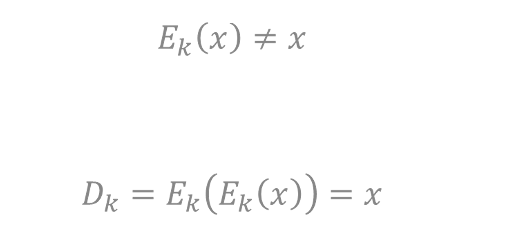 E_k(x) ≠ x
D_k = E_k(E_k(x)) = x